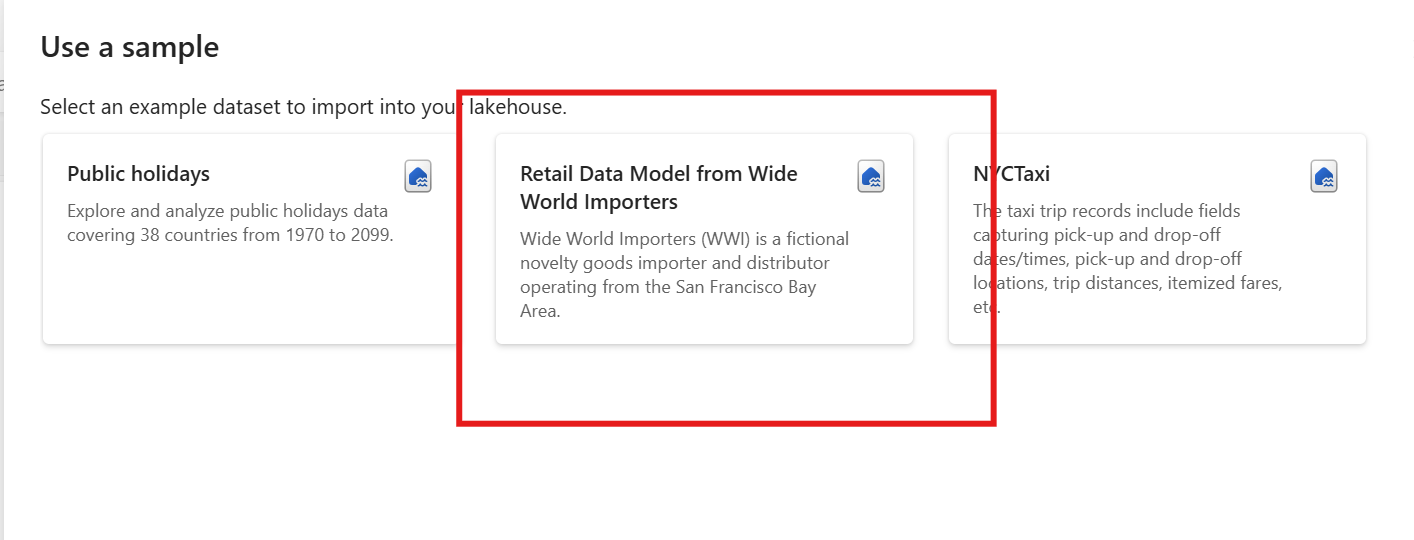 Use a sample
Select an example dataset to import into your lakehouse.
Public holidays
Explore and analyze public holidays data
covering 38 countries from 1970 to 2099.
Retail Data Model from Wide
World Importers
Wide World Importers (WWI) is a fictional
novelty goods importer and distributor
operating from the San Francisco Bay
Area.
NYCTaxi
The taxi trip records include fields
capturing pick-up and drop-off
dates/times, pick-up and drop-off
locations, trip distances, itemized fares,
etc.